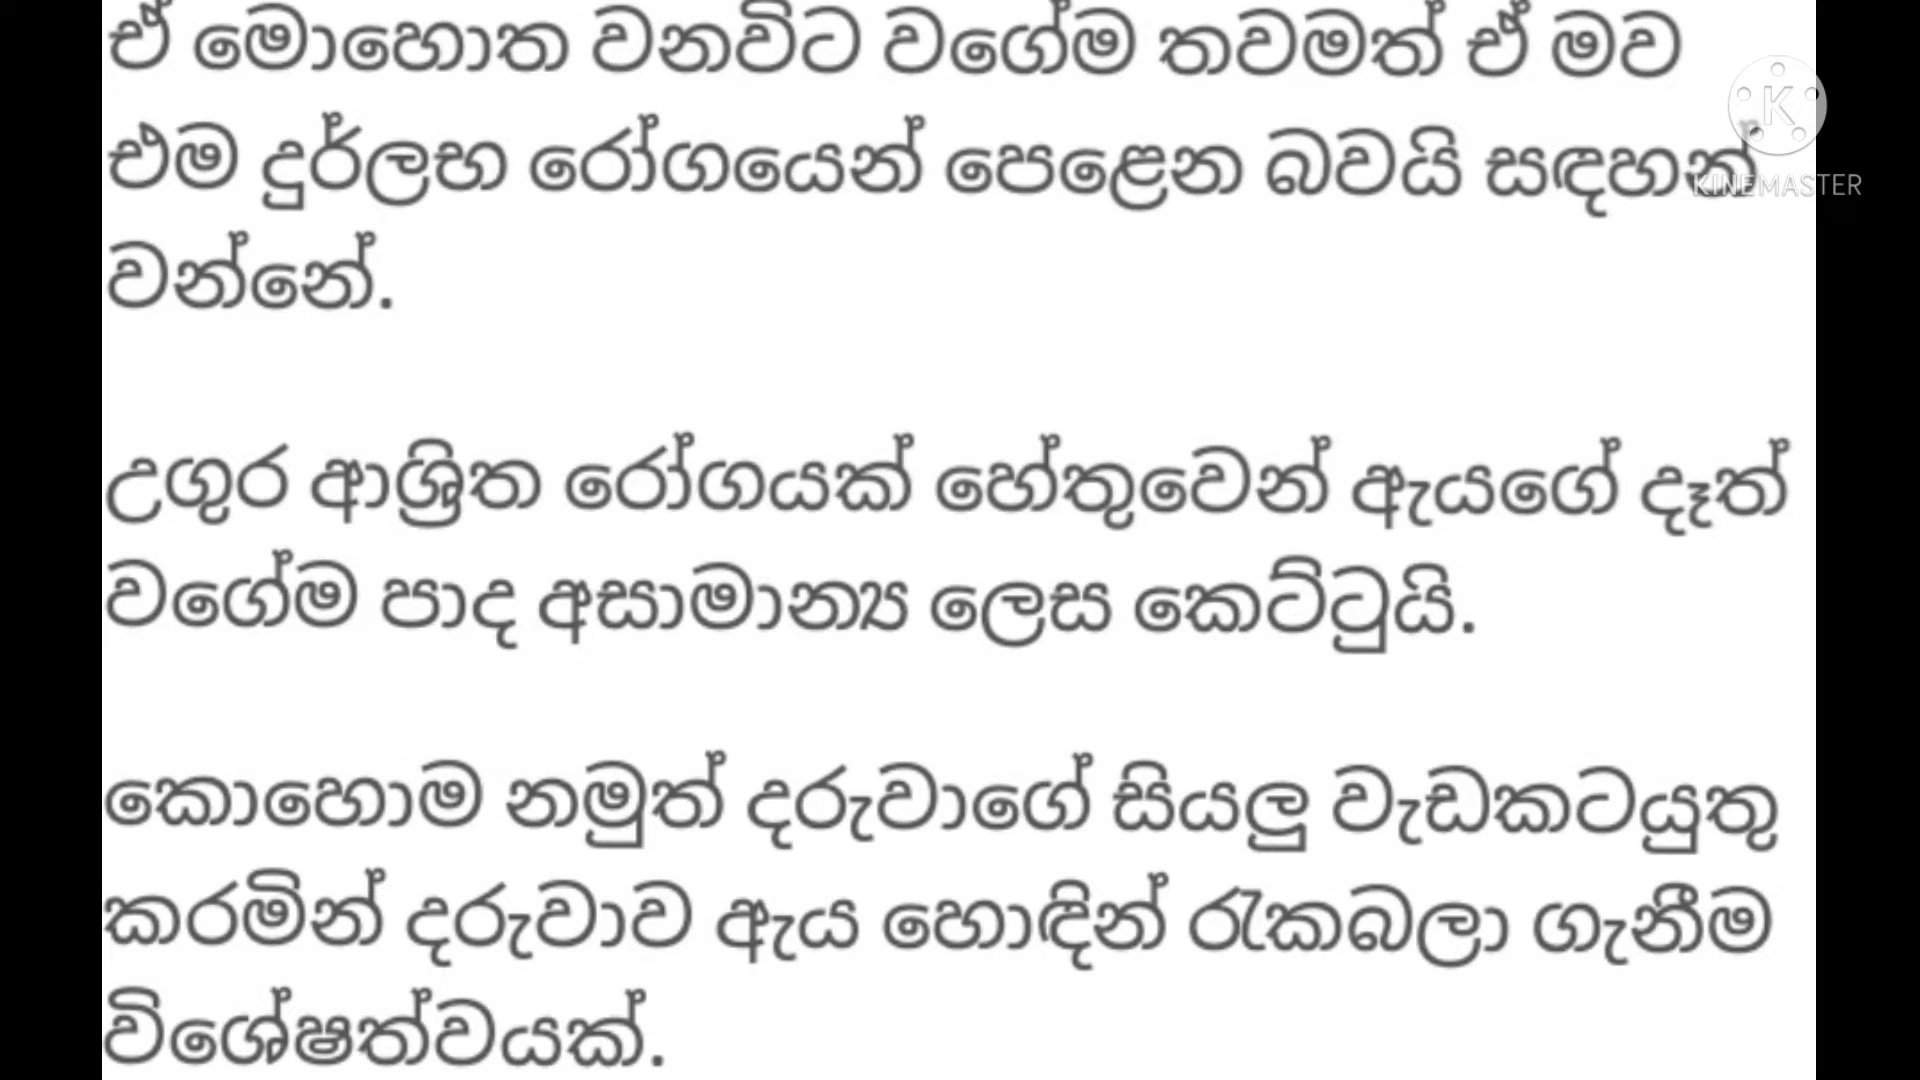 ඒ මොහොත වනවිට වගේම තවමත් ඒ මව
එම දුර්ලභ රෝගයෙන් පෙළෙන බවයි සඳහන්
වන්නේ.
උගුර ආශ්‍රිත රෝගයක් හේතුවෙන් ඇයගේ දෑත්
වගේම පාද අසාමාන්‍ය ලෙස කෙට්ටුයි.
කොහොම නමුත් දරුවාගේ සියලු වැඩකටයුතු
කරමින් දරුවාව ඇය හොඳින් රැකබලා ගැනීම
විශේෂත්වයක්.
K
KINEMASTER